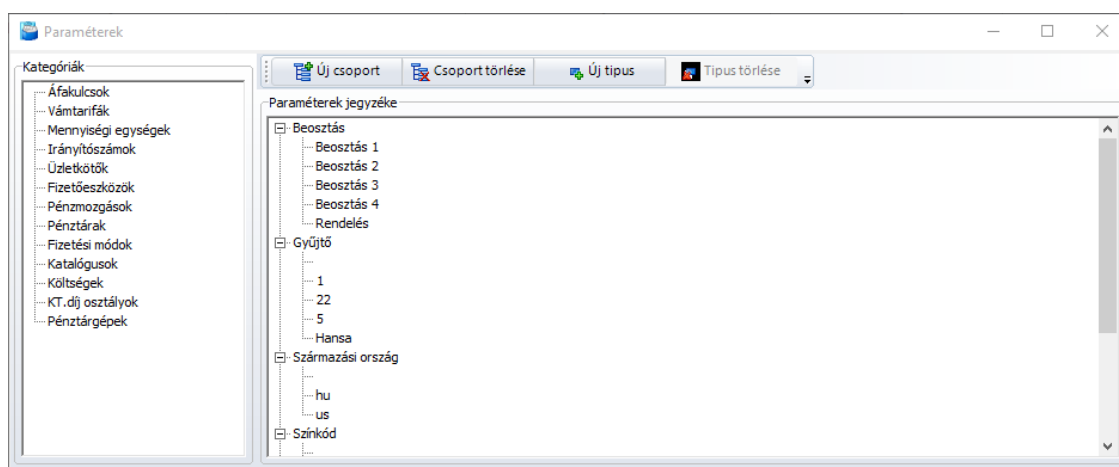 Paraméterek
Kategóriák
Áfakulcsok
Vámtarifák
Mennyiségi egységek
Irányítószámok
Üzletkötők
Fizetőeszközök
Pénzmozgások
Pénztárak
Fizetési módok
Katalógusok
Költségek
KT.díj osztályok
Pénztárgépek
Új csoport
Csoport törlése
Új tipus
Tipus törlése
Paraméterek jegyzéke
Beosztás
Beosztás 1
Beosztás 2
Beosztás 3
Beosztás 4
Rendelés
Gyűjtő
1
22
5
Hansa
Származási ország
hu
us
Színkód